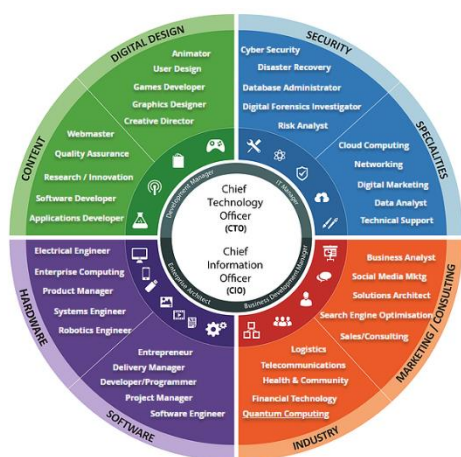 DIGITAL DESIGN
Animator
User Design
Games Developer
Graphics Designer
Creative Director
CONTENT
Webmaster
Quality Assurance
Research / Innovation
Software Developer
Applications Developer
SECURITY
Cyber Security
Disaster Recovery
Database Administrator
Digital Forensics Investigator
Risk Analyst
SPECIALITIES
Cloud Computing
Networking
Digital Marketing
Data Analyst
Technical Support
Development Manager
IT Manager
Chief
Technology
Officer
(CTO)
Chief
Information
Officer
(CIO)
Enterprise Architect
Business Development Manager
HARDWARE
Electrical Engineer
Enterprise Computing
Product Manager
Systems Engineer
Robotics Engineer
SOFTWARE
Entrepreneur
Delivery Manager
Developer/Programmer
Project Manager
Software Engineer
MARKETING / CONSULTING
Business Analyst
Social Media Mktg
Solutions Architect
Search Engine Optimisation
Sales/Consulting
INDUSTRY
Logistics
Telecommunications
Health & Community
Financial Technology
Quantum Computing